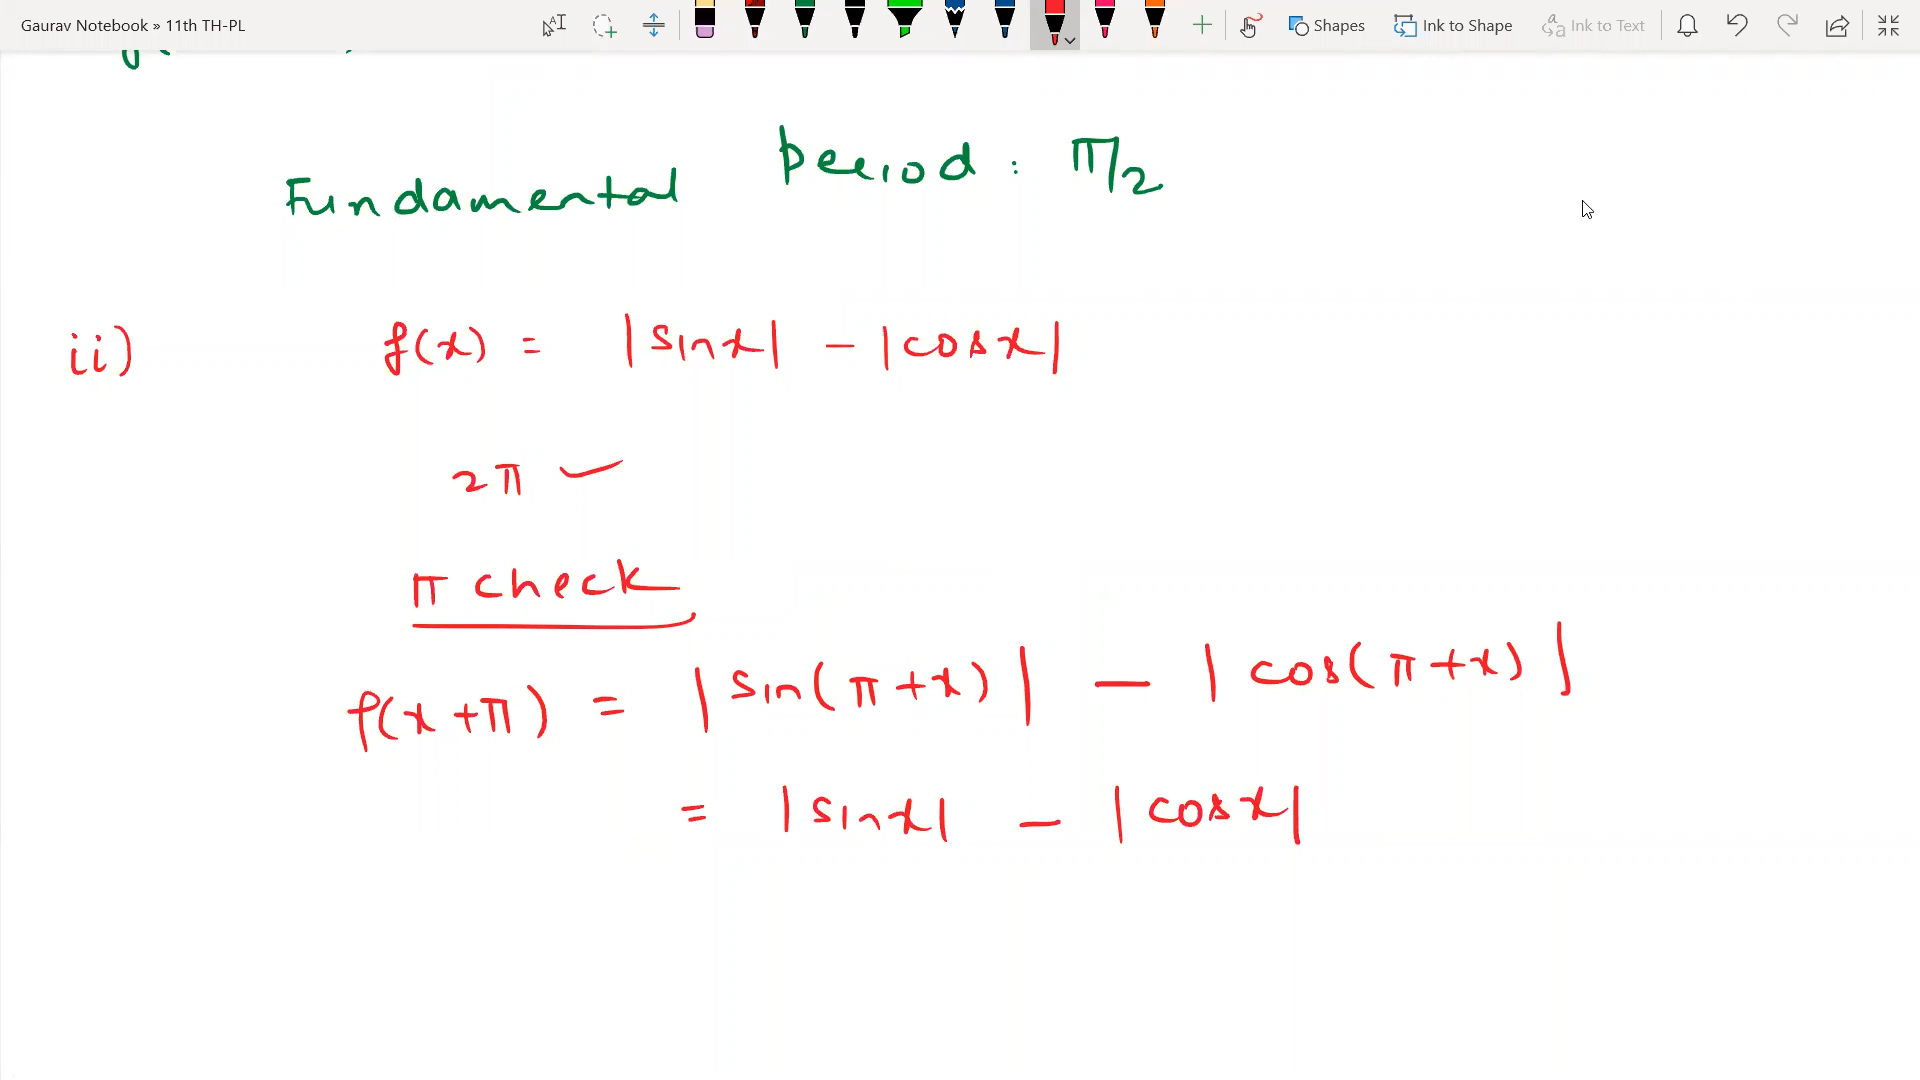 Gaurav Notebook » 11th TH-PL
Shapes
Ink to Shape
Ink to Text
Fundamental period : π/2
ii) f(x) = |sinx| - |cosx|
2π ✓
π check
f(x+π) = |sin(π+x)| - |cos(π+x)|
= |sinx| - |cosx|